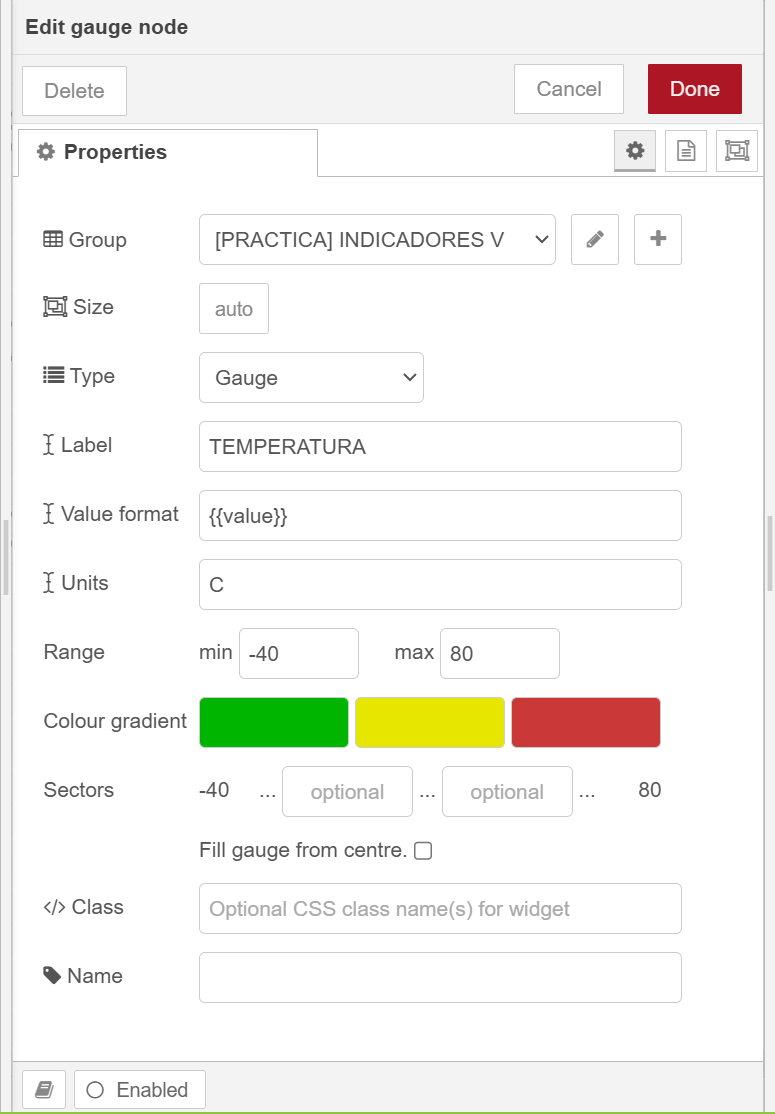 Edit gauge node
Delete
Cancel
Done
Properties
Group
[PRACTICA] INDICADORES V
Size
auto
Type
Gauge
Label
TEMPERATURA
Value format
{{value}}
Units
C
Range
min
-40
max
80
Colour gradient
Sectors
-40
...
optional
...
optional
...
80
Fill gauge from centre.
</> Class
Optional CSS class name(s) for widget
Name
Enabled